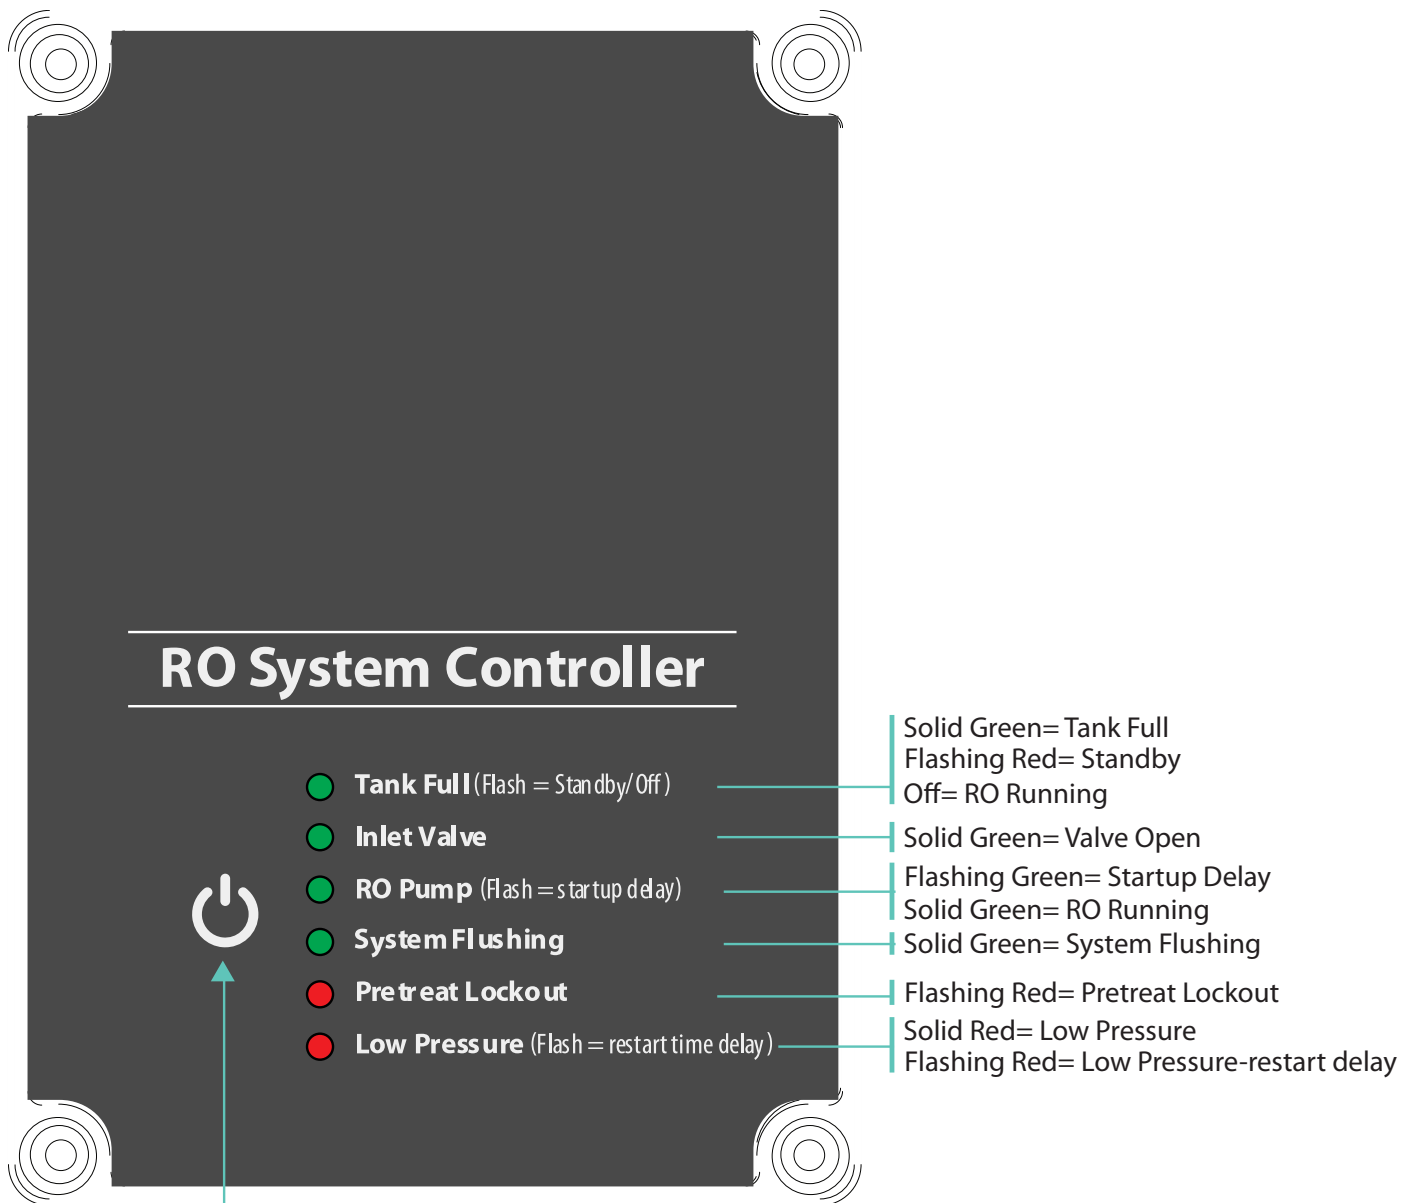 RO System Controller
Tank Full (Flash = Standby/Off)
Solid Green= Tank Full
Flashing Red= Standby
Off= RO Running
Inlet Valve
Solid Green= Valve Open
RO Pump (Flash = startup delay)
Flashing Green= Startup Delay
Solid Green= RO Running
System Flushing
Solid Green= System Flushing
Pretreat Lockout
Flashing Red= Pretreat Lockout
Low Pressure (Flash = restart time delay)
Solid Red= Low Pressure
Flashing Red= Low Pressure-restart delay